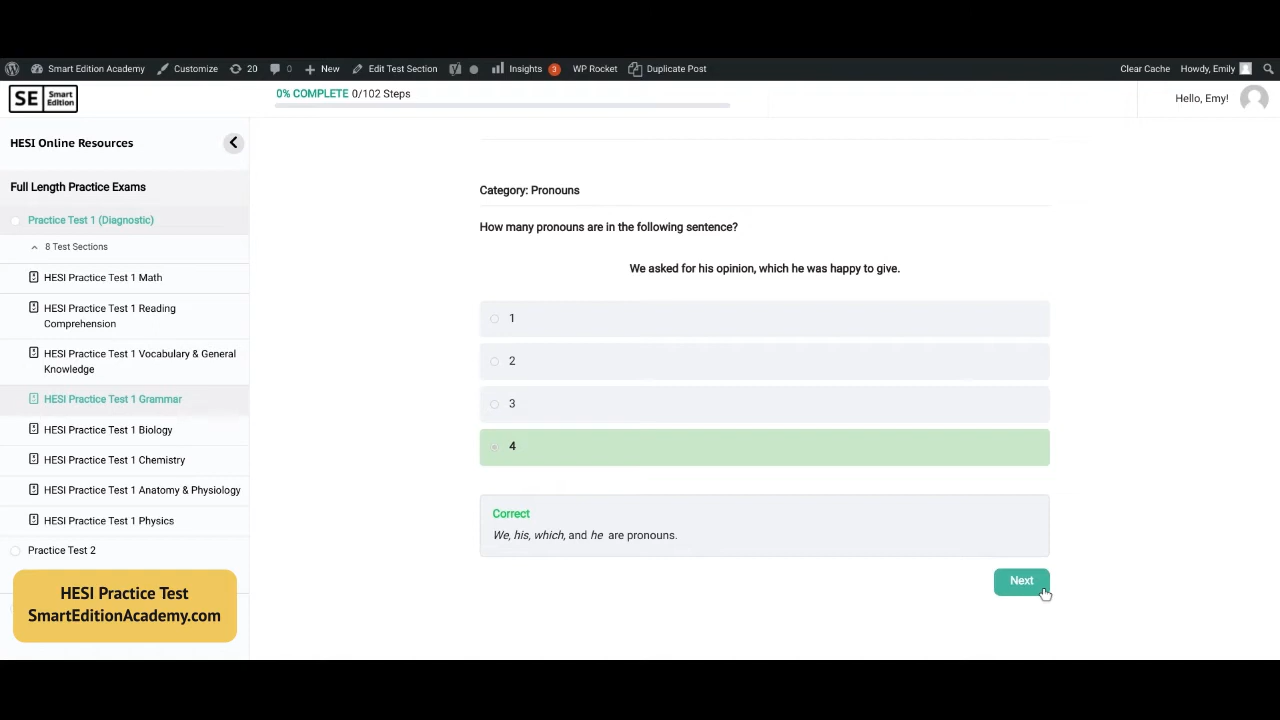 Smart Edition Academy Customize 20 0 New Edit Test Section Insights 3 WP Rocket Duplicate Post Clear Cache Howdy, Emily
SE Smart Edition
0% COMPLETE 0/102 Steps
Hello, Emy!
HESI Online Resources
Full Length Practice Exams
Practice Test 1 (Diagnostic)
8 Test Sections
HESI Practice Test 1 Math
HESI Practice Test 1 Reading
Comprehension
HESI Practice Test 1 Vocabulary & General
Knowledge
HESI Practice Test 1 Grammar
HESI Practice Test 1 Biology
HESI Practice Test 1 Chemistry
HESI Practice Test 1 Anatomy & Physiology
HESI Practice Test 1 Physics
Practice Test 2
HESI Practice Test
SmartEditionAcademy.com
Category: Pronouns
How many pronouns are in the following sentence?
We asked for his opinion, which he was happy to give.
1
2
3
4
Correct
We, his, which, and he are pronouns.
Next